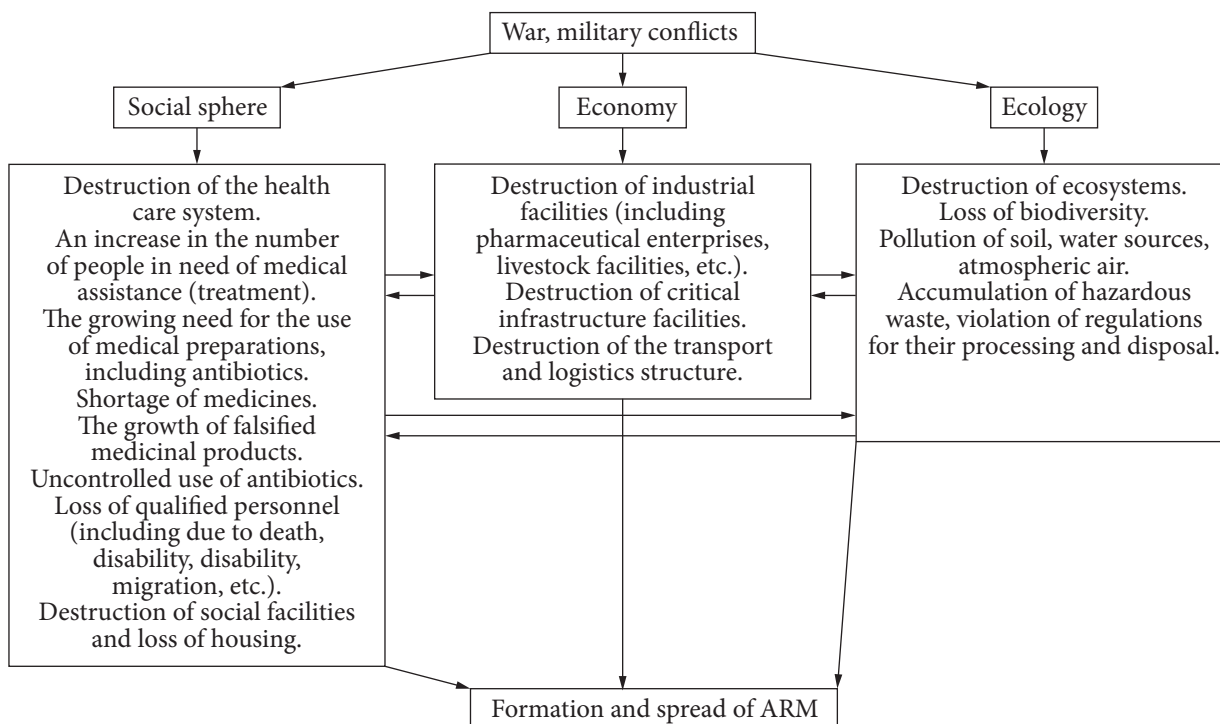 War, military conflicts
Social sphere
Economy
Ecology
Destruction of the health
care system.
An increase in the number
of people in need of medical
assistance (treatment).
The growing need for the use
of medical preparations,
including antibiotics.
Shortage of medicines.
The growth of falsified
medicinal products.
Uncontrolled use of antibiotics.
Loss of qualified personnel
(including due to death,
disability, disability,
migration, etc.).
Destruction of social facilities
and loss of housing.
Destruction of industrial
facilities (including
pharmaceutical enterprises,
livestock facilities, etc.).
Destruction of critical
infrastructure facilities.
Destruction of the transport
and logistics structure.
Destruction of ecosystems.
Loss of biodiversity.
Pollution of soil, water sources,
atmospheric air.
Accumulation of hazardous
waste, violation of regulations
for their processing and disposal.
Formation and spread of ARM